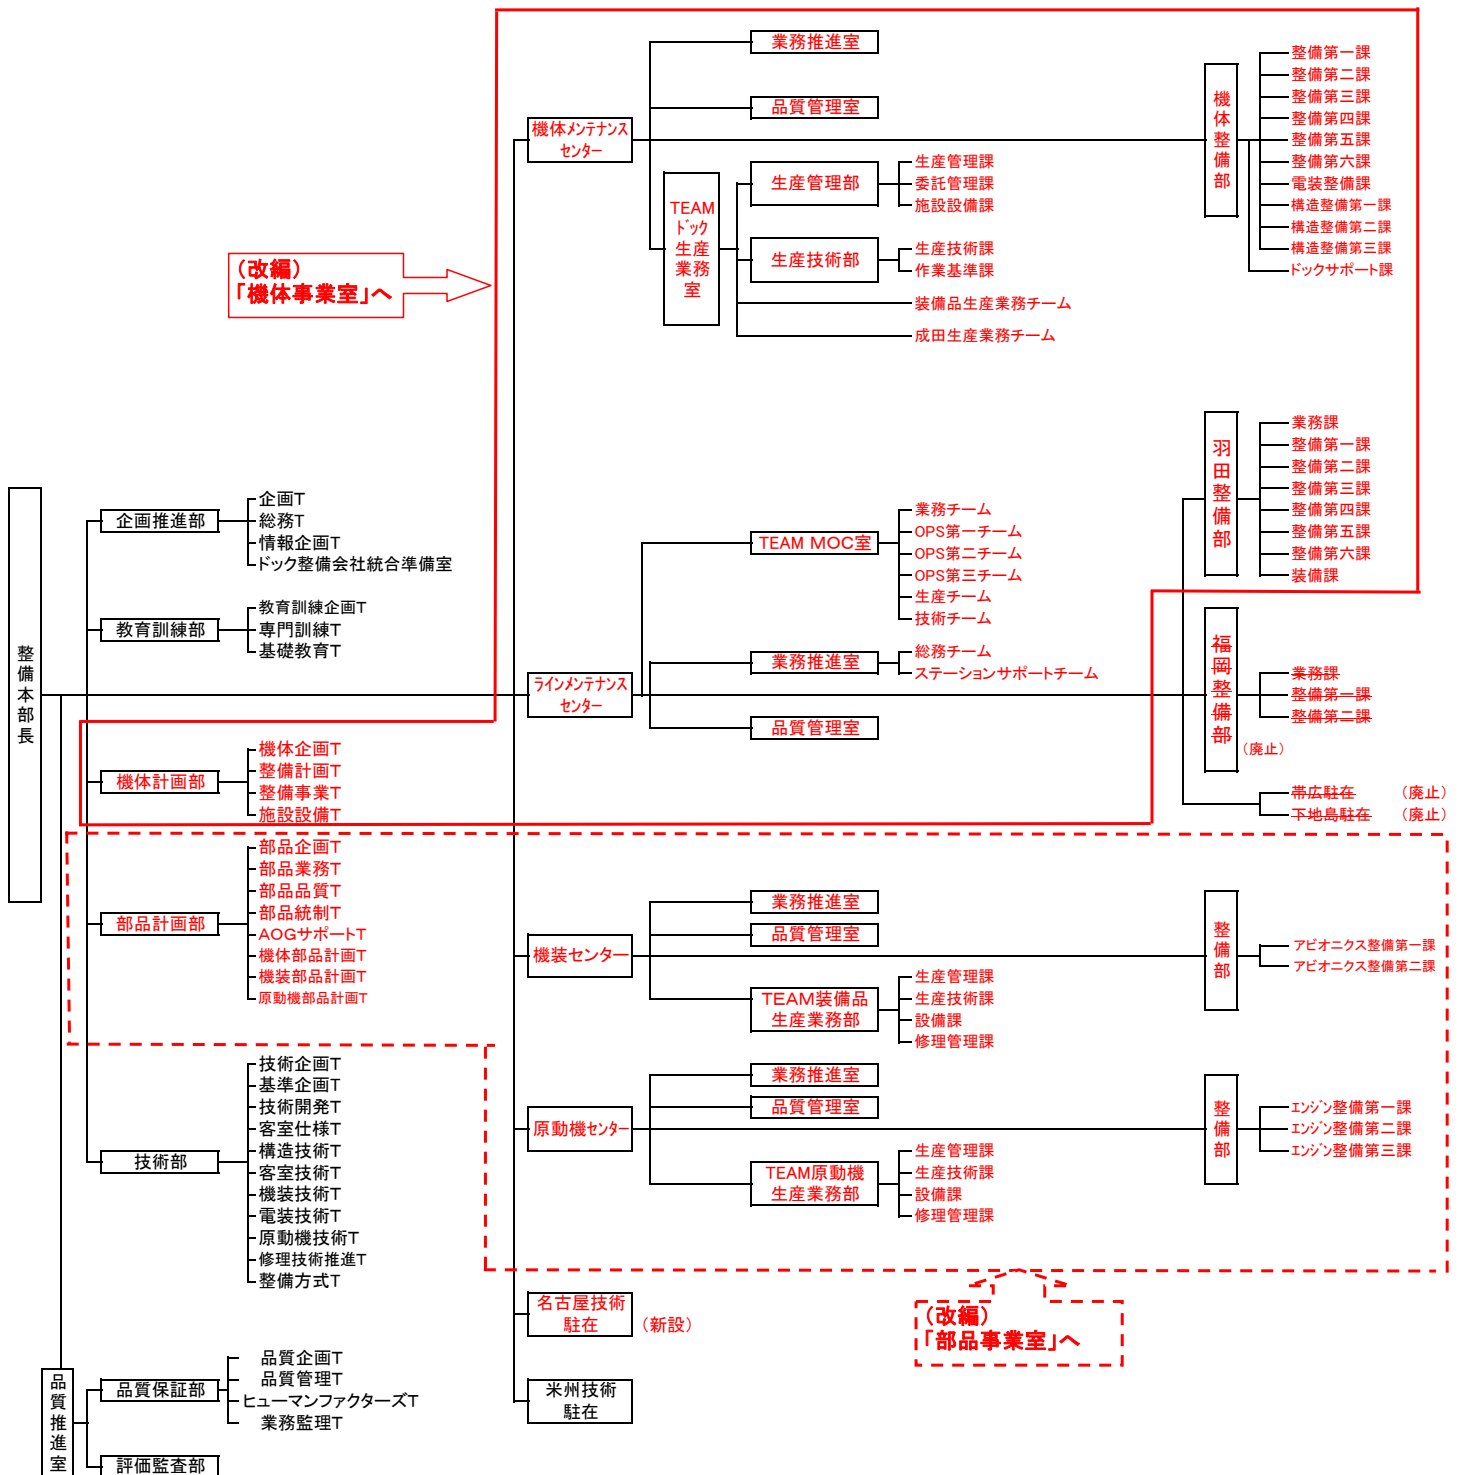 整備本部長
企画推進部
企画T
総務T
情報企画T
ドック整備会社統合準備室
教育訓練部
教育訓練企画T
専門訓練T
基礎教育T
機体計画部
機体企画T
整備計画T
整備事業T
施設設備T
部品計画部
部品企画T
部品業務T
部品品質T
部品統制T
AOGサポートT
機体部品計画T
機装部品計画T
原動機部品計画T
技術部
技術企画T
基準企画T
技術開発T
客室仕様T
構造技術T
客室技術T
機装技術T
電装技術T
原動機技術T
修理技術推進T
整備方式T
品質推進室
品質保証部
品質企画T
品質管理T
ヒューマンファクターズT
業務監理T
評価監査部
(改編)
「機体事業室」へ
機体メンテナンス
センター
業務推進室
品質管理室
TEAM
ドック
生産
業務
室
生産管理部
生産管理課
委託管理課
施設設備課
生産技術部
生産技術課
作業基準課
装備品生産業務チーム
成田生産業務チーム
機体整備部
整備第一課
整備第二課
整備第三課
整備第四課
整備第五課
整備第六課
電装整備課
構造整備第一課
構造整備第二課
構造整備第三課
ドックサポート課
ラインメンテナンス
センター
TEAM MOC室
業務チーム
OPS第一チーム
OPS第二チーム
OPS第三チーム
生産チーム
技術チーム
業務推進室
総務チーム
ステーションサポートチーム
品質管理室
羽田整備部
業務課
整備第一課
整備第二課
整備第三課
整備第四課
整備第五課
整備第六課
装備課
福岡整備部
(廃止)
業務課
整備第一課
整備第二課
帯広駐在 (廃止)
下地島駐在 (廃止)
機装センター
業務推進室
品質管理室
TEAM装備品
生産業務部
生産管理課
生産技術課
設備課
修理管理課
整備部
アビオニクス整備第一課
アビオニクス整備第二課
原動機センター
業務推進室
品質管理室
TEAM原動機
生産業務部
生産管理課
生産技術課
設備課
修理管理課
整備部
エンジン整備第一課
エンジン整備第二課
エンジン整備第三課
名古屋技術
駐在
(新設)
(改編)
「部品事業室」へ
米州技術
駐在